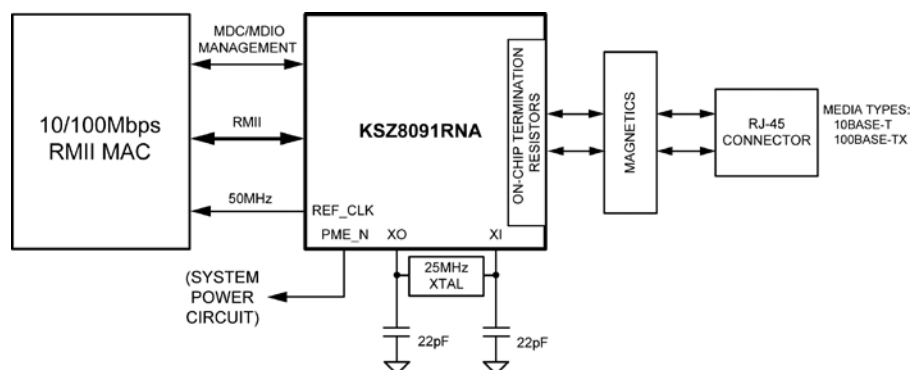 MDC/MDIO
MANAGEMENT
10/100Mbps
RMII MAC
RMII
50MHz
KSZ8091RNA
REF_CLK
PME_N
XO
XI
ON-CHIP TERMINATION
RESISTORS
MAGNETICS
RJ-45
CONNECTOR
MEDIA TYPES:
10BASE-T
100BASE-TX
25MHz
XTAL
(SYSTEM
POWER
CIRCUIT)
22pF
22pF